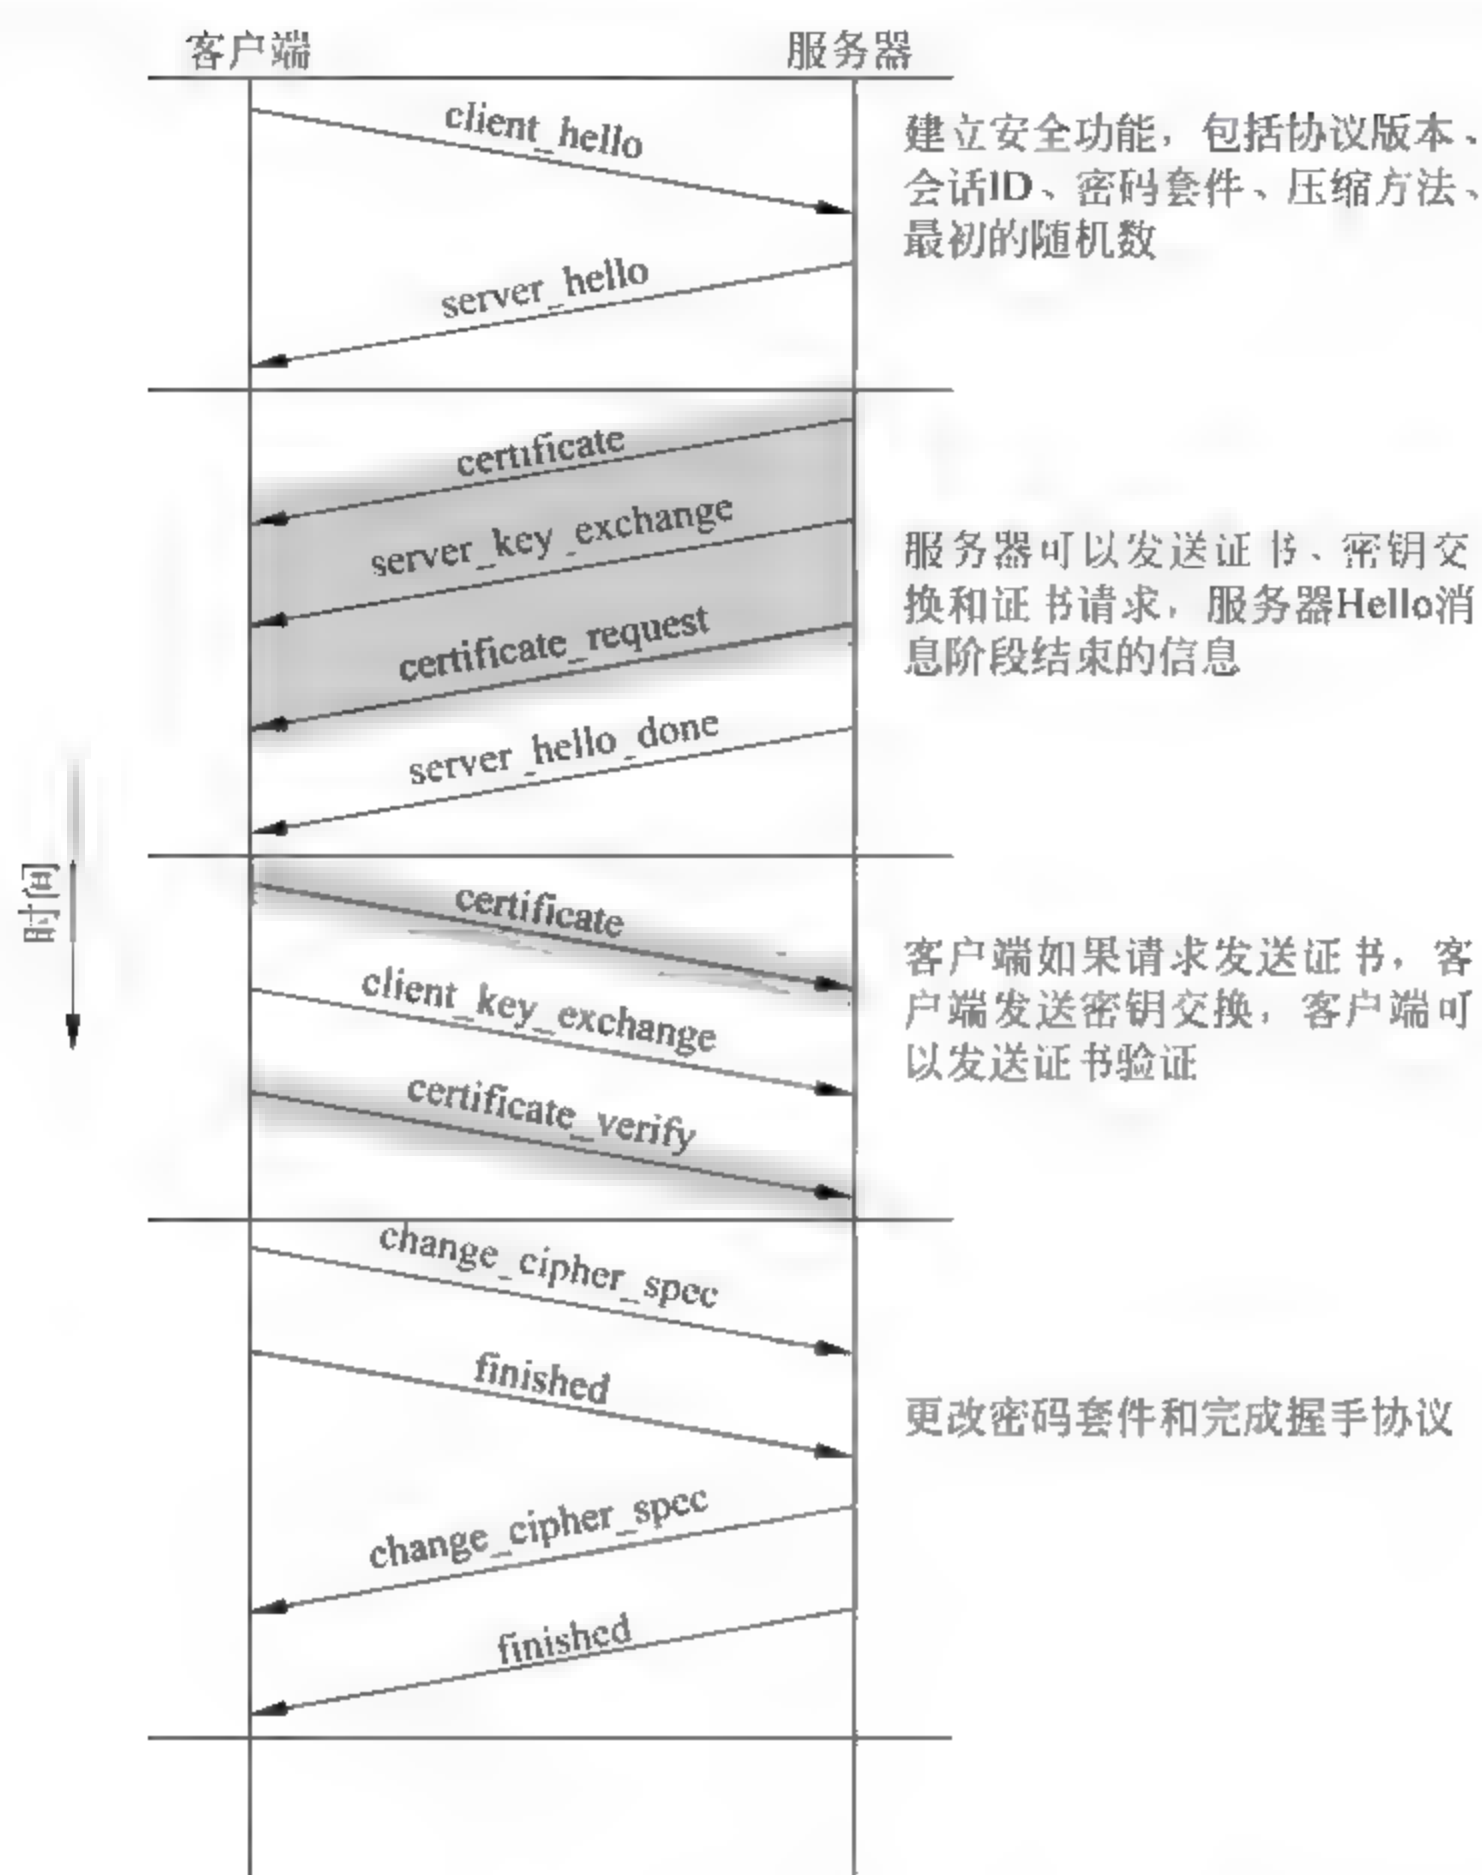 客户端
服务器
client_hello
建立安全功能，包括协议版本、
会话ID、密码套件、压缩方法、
最初的随机数
server_hello
certificate
server_key_exchange
certificate_request
server_hello_done
服务器可以发送证书、密钥交
换和证书请求，服务器Hello消
息阶段结束的信息
时间
certificate
client_key_exchange
certificate_verify
客户端如果请求发送证书，客
户端发送密钥交换，客户端可
以发送证书验证
change_cipher_spec
finished
更改密码套件和完成握手协议
change_cipher_spec
finished